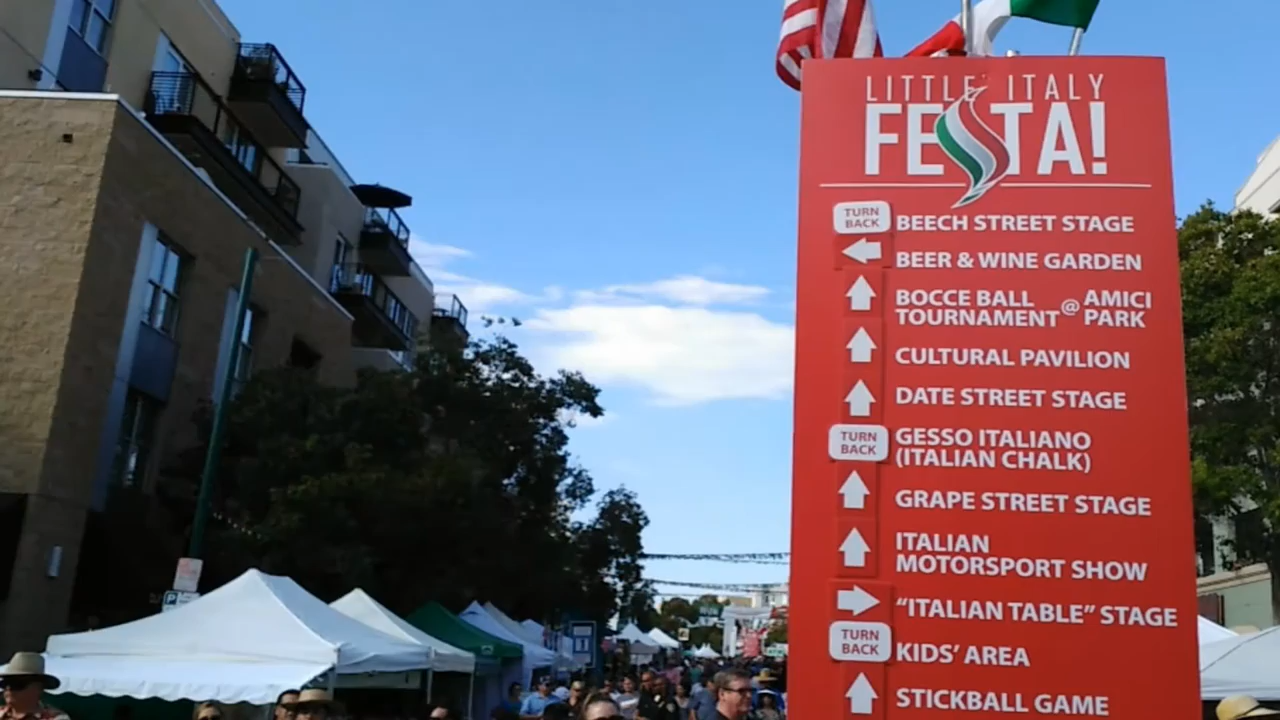 LITTLE ITALY
FESTA!
TURN BACK BEECH STREET STAGE
BEER & WINE GARDEN
BOCCE BALL TOURNAMENT @ AMICI PARK
CULTURAL PAVILION
DATE STREET STAGE
TURN BACK GESSO ITALIANO
(ITALIAN CHALK)
GRAPE STREET STAGE
ITALIAN
MOTORSPORT SHOW
“ITALIAN TABLE” STAGE
TURN BACK KIDS’ AREA
STICKBALL GAME